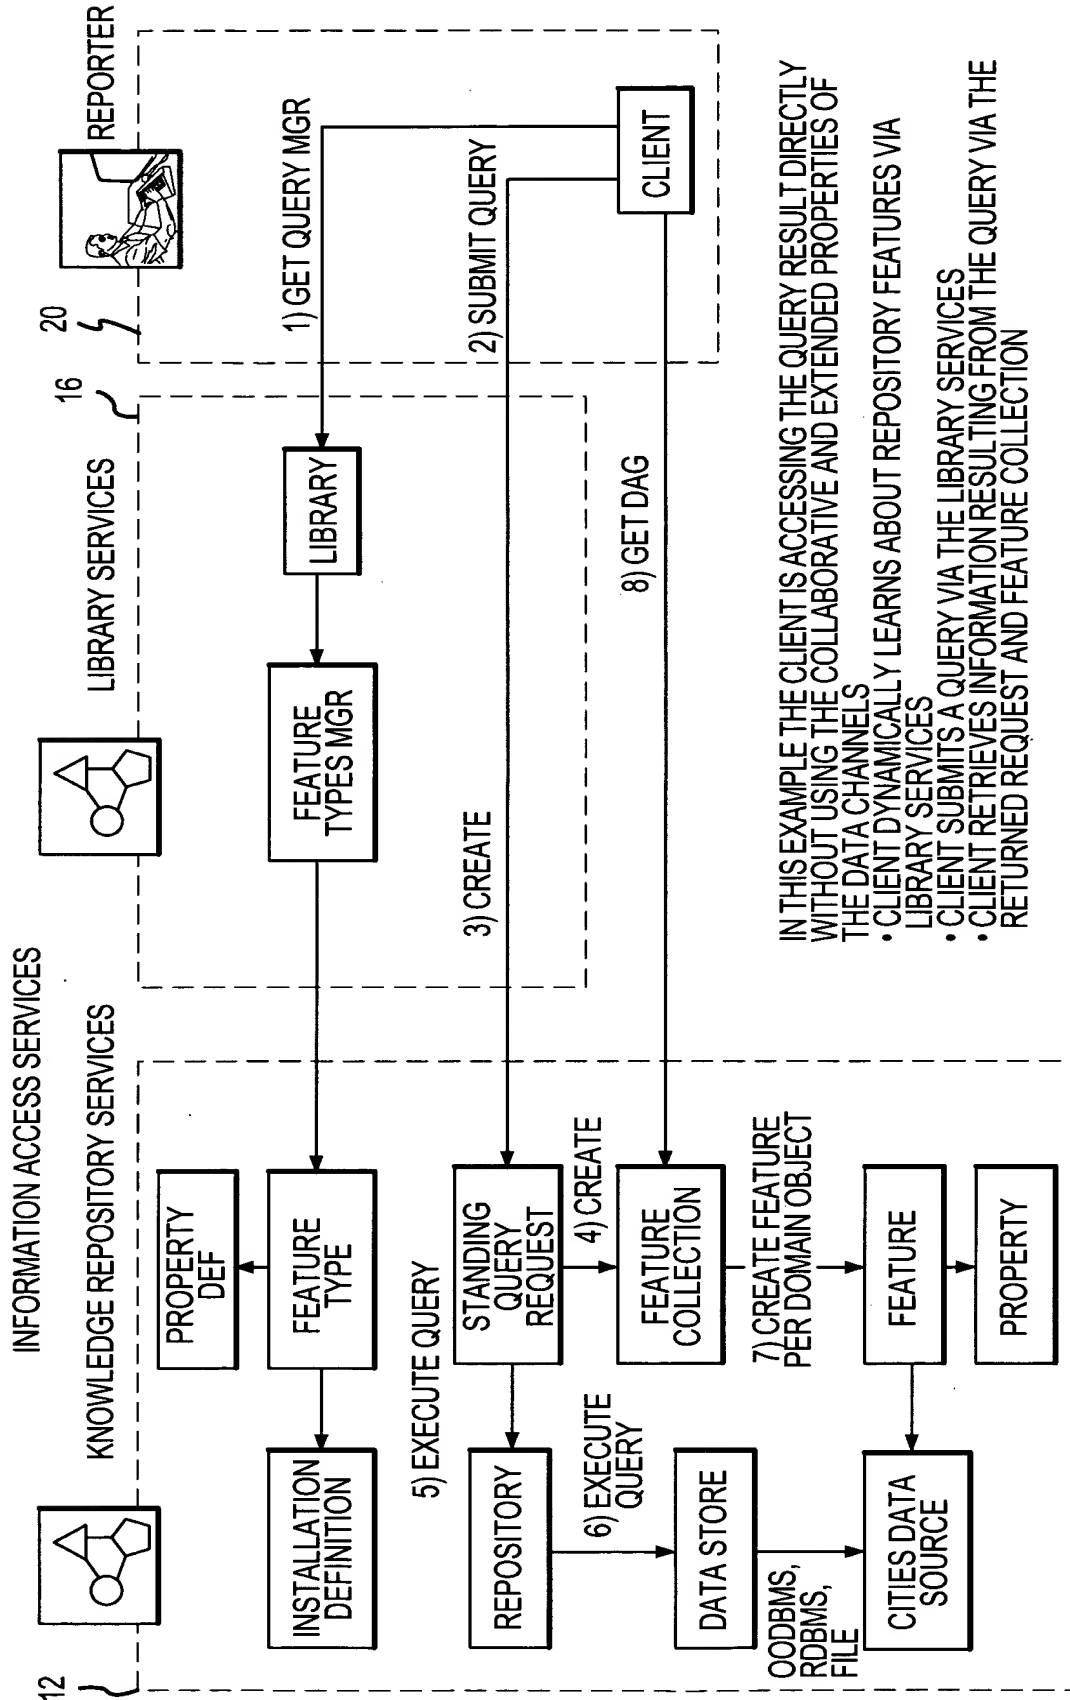 INFORMATION ACCESS SERVICES
KNOWLEDGE REPOSITORY SERVICES
LIBRARY SERVICES
REPORTER
12
16
20
PROPERTY
DEF
INSTALLATION
DEFINITION
FEATURE
TYPE
FEATURE
TYPES MGR
LIBRARY
1) GET QUERY MGR
5) EXECUTE QUERY
REPOSITORY
STANDING
QUERY
REQUEST
3) CREATE
2) SUBMIT QUERY
6) EXECUTE
QUERY
4) CREATE
DATA STORE
FEATURE
COLLECTION
8) GET DAG
CLIENT
OODBMS,
RDBMS,
FILE
7) CREATE FEATURE
PER DOMAIN OBJECT
CITIES DATA
SOURCE
FEATURE
PROPERTY
IN THIS EXAMPLE THE CLIENT IS ACCESSING THE QUERY RESULT DIRECTLY
WITHOUT USING THE COLLABORATIVE AND EXTENDED PROPERTIES OF
THE DATA CHANNELS
• CLIENT DYNAMICALLY LEARNS ABOUT REPOSITORY FEATURES VIA
LIBRARY SERVICES
• CLIENT SUBMITS A QUERY VIA THE LIBRARY SERVICES
• CLIENT RETRIEVES INFORMATION RESULTING FROM THE QUERY VIA THE
RETURNED REQUEST AND FEATURE COLLECTION